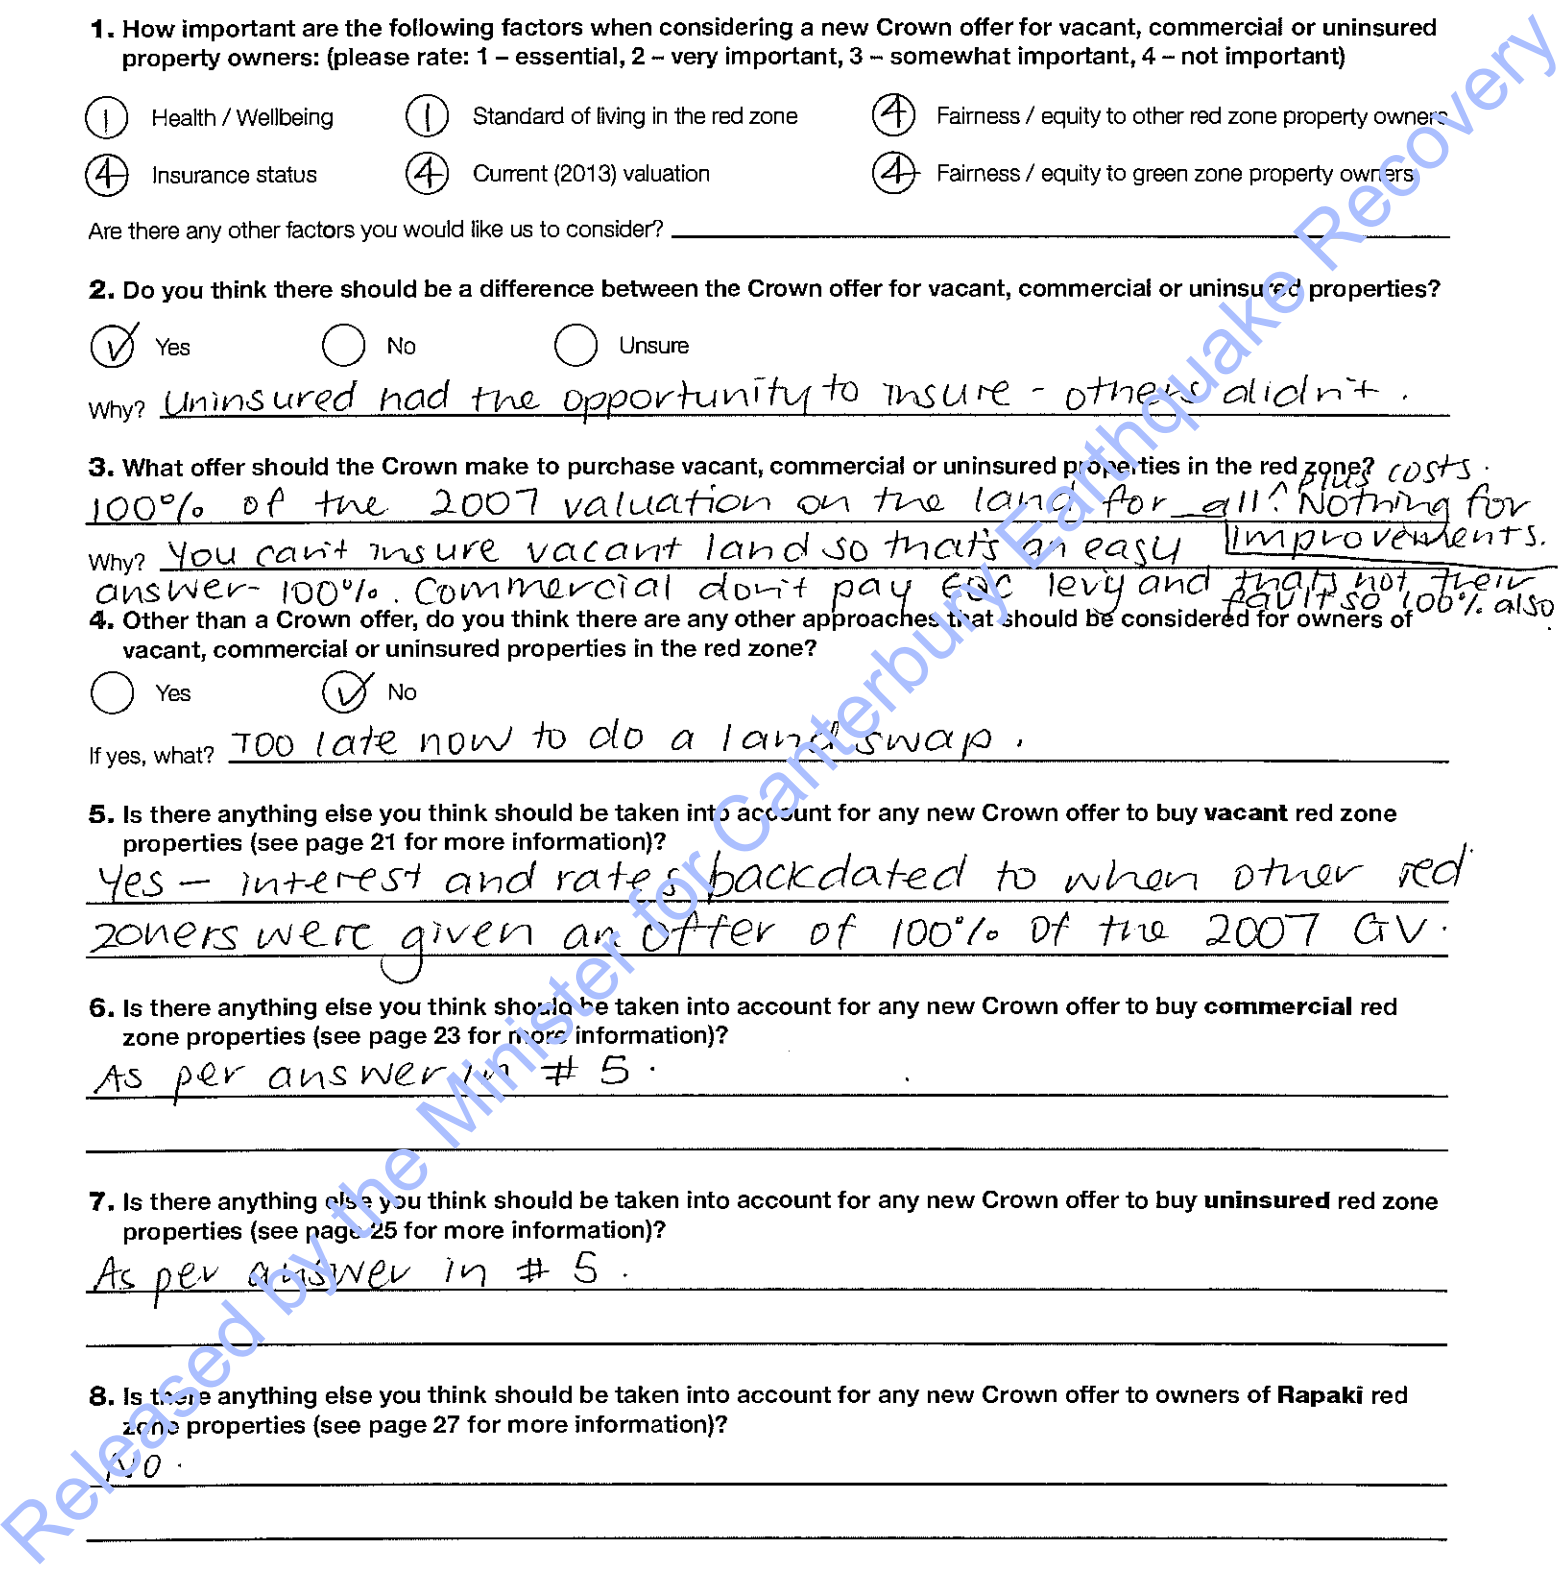 1. How important are the following factors when considering a new Crown offer for vacant, commercial or uninsured
property owners: (please rate: 1 – essential, 2 – very important, 3 – somewhat important, 4 – not important)
1 Health / Wellbeing 1 Standard of living in the red zone 4 Fairness / equity to other red zone property owners
4 Insurance status 4 Current (2013) valuation 4 Fairness / equity to green zone property owners
Are there any other factors you would like us to consider?
2. Do you think there should be a difference between the Crown offer for vacant, commercial or uninsured properties?
✓ Yes No Unsure
Why? Uninsured had the opportunity to insure - others didn't.
3. What offer should the Crown make to purchase vacant, commercial or uninsured properties in the red zone?
plus costs.
100% of the 2007 valuation on the land for all ^. Nothing for
improvements.
Why? You can't insure vacant land so that's an easy
answer - 100%. Commercial don't pay EQC levy and that's not their
fault so 100% also
4. Other than a Crown offer, do you think there are any other approaches that should be considered for owners of
vacant, commercial or uninsured properties in the red zone?
Yes ✓ No
If yes, what? Too late now to do a land swap.
5. Is there anything else you think should be taken into account for any new Crown offer to buy vacant red zone
properties (see page 21 for more information)?
Yes – interest and rates backdated to when other red
zoners were given an offer of 100% of the 2007 GV.
6. Is there anything else you think should be taken into account for any new Crown offer to buy commercial red
zone properties (see page 23 for more information)?
As per answer in # 5.
7. Is there anything else you think should be taken into account for any new Crown offer to buy uninsured red zone
properties (see page 25 for more information)?
As per answer in # 5.
8. Is there anything else you think should be taken into account for any new Crown offer to owners of Rapaki red
zone properties (see page 27 for more information)?
No.
Released by the Minister for Canterbury Earthquake Recovery